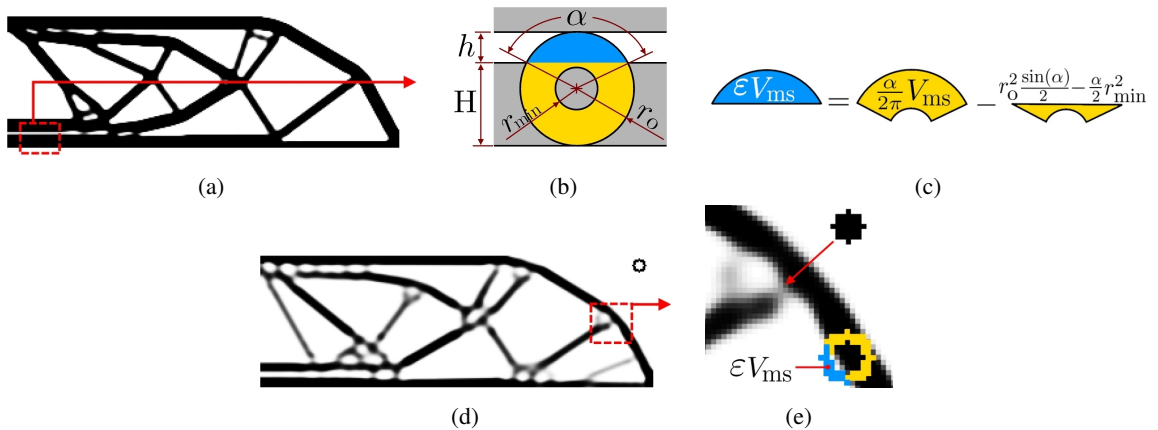 h
α
H
r_min
r_o
εV_ms
=
α/2π V_ms
−
r_o^2 sin(α)/2 − α/2 r_min^2
(a)
(b)
(c)
εV_ms
(d)
(e)